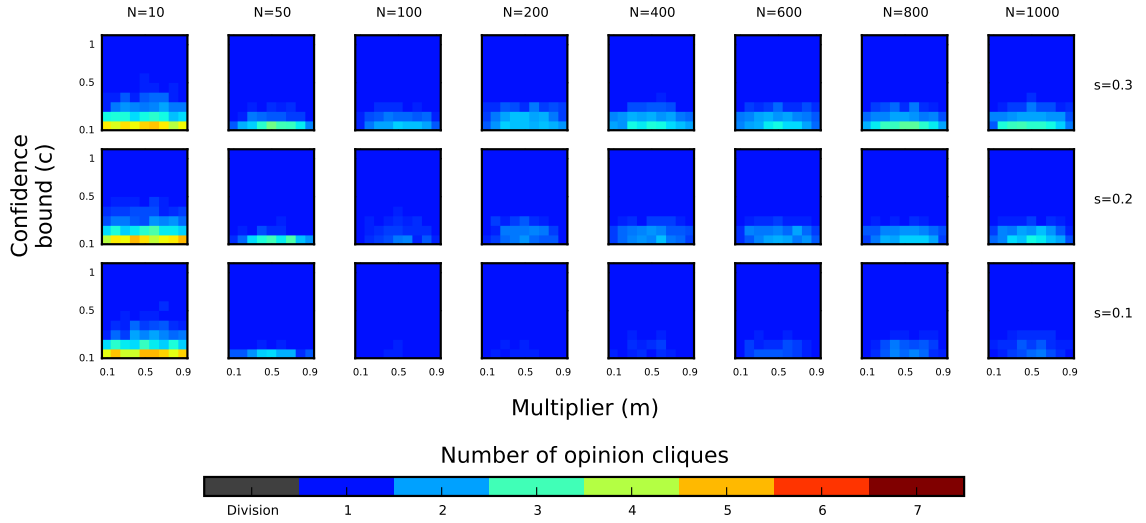 N=10 N=50 N=100 N=200 N=400 N=600 N=800 N=1000
1
0.5
0.1
s=0.3
Confidence
bound (c)
1
0.5
0.1
s=0.2
1
0.5
0.1
s=0.1
0.1 0.5 0.9 0.1 0.5 0.9 0.1 0.5 0.9 0.1 0.5 0.9 0.1 0.5 0.9 0.1 0.5 0.9 0.1 0.5 0.9 0.1 0.5 0.9
Multiplier (m)
Number of opinion cliques
Division 1 2 3 4 5 6 7